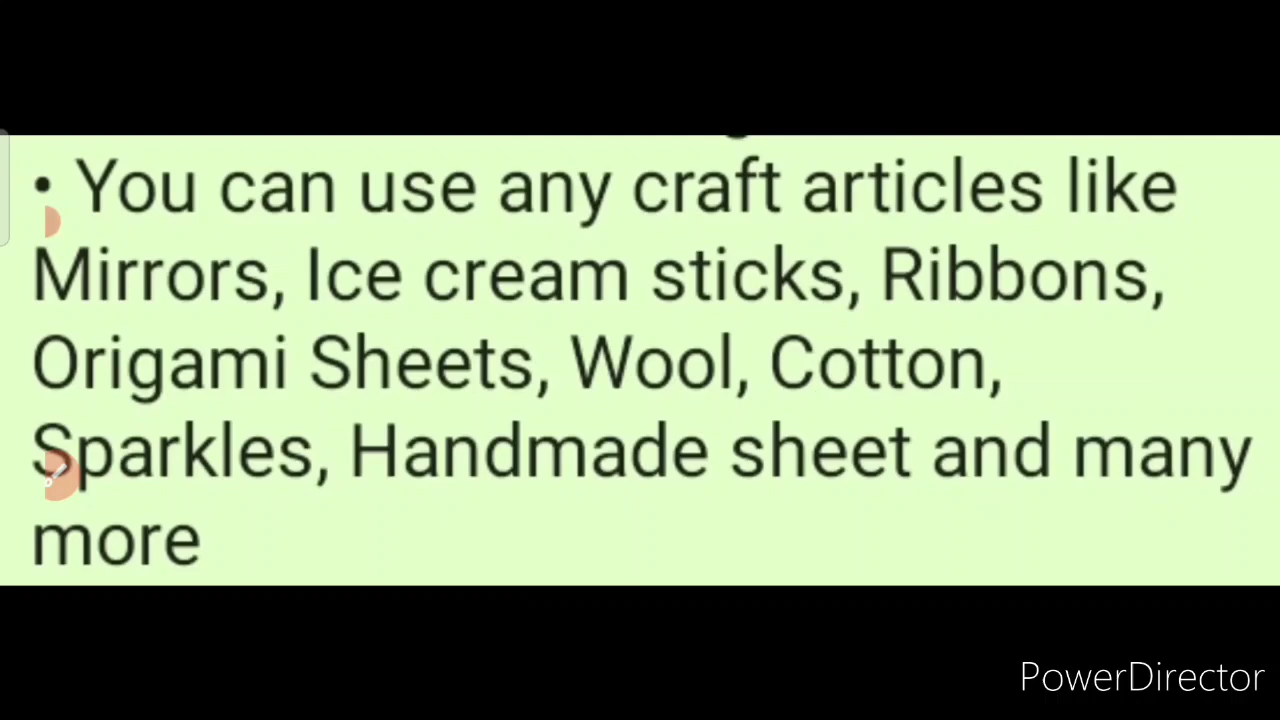 • You can use any craft articles like
Mirrors, Ice cream sticks, Ribbons,
Origami Sheets, Wool, Cotton,
Sparkles, Handmade sheet and many
more
PowerDirector